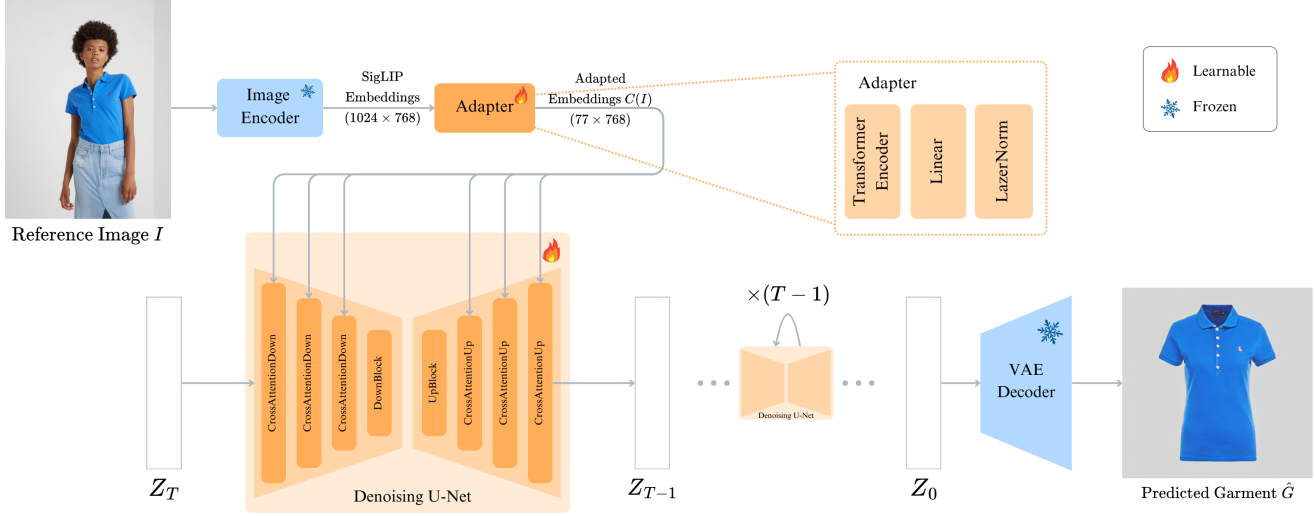 Image
Encoder
SigLIP
Embeddings
(1024 × 768)
Adapter
Adapted
Embeddings C(I)
(77 × 768)
Adapter
Transformer
Encoder
Linear
LazerNorm
Learnable
Frozen
Reference Image I
CrossAttentionDown
CrossAttentionDown
CrossAttentionDown
DownBlock
UpBlock
CrossAttentionUp
CrossAttentionUp
CrossAttentionUp
Denoising U-Net
Z_T
Z_{T−1}
×(T − 1)
Denoising U-Net
Z_0
VAE
Decoder
Predicted Garment Ĝ